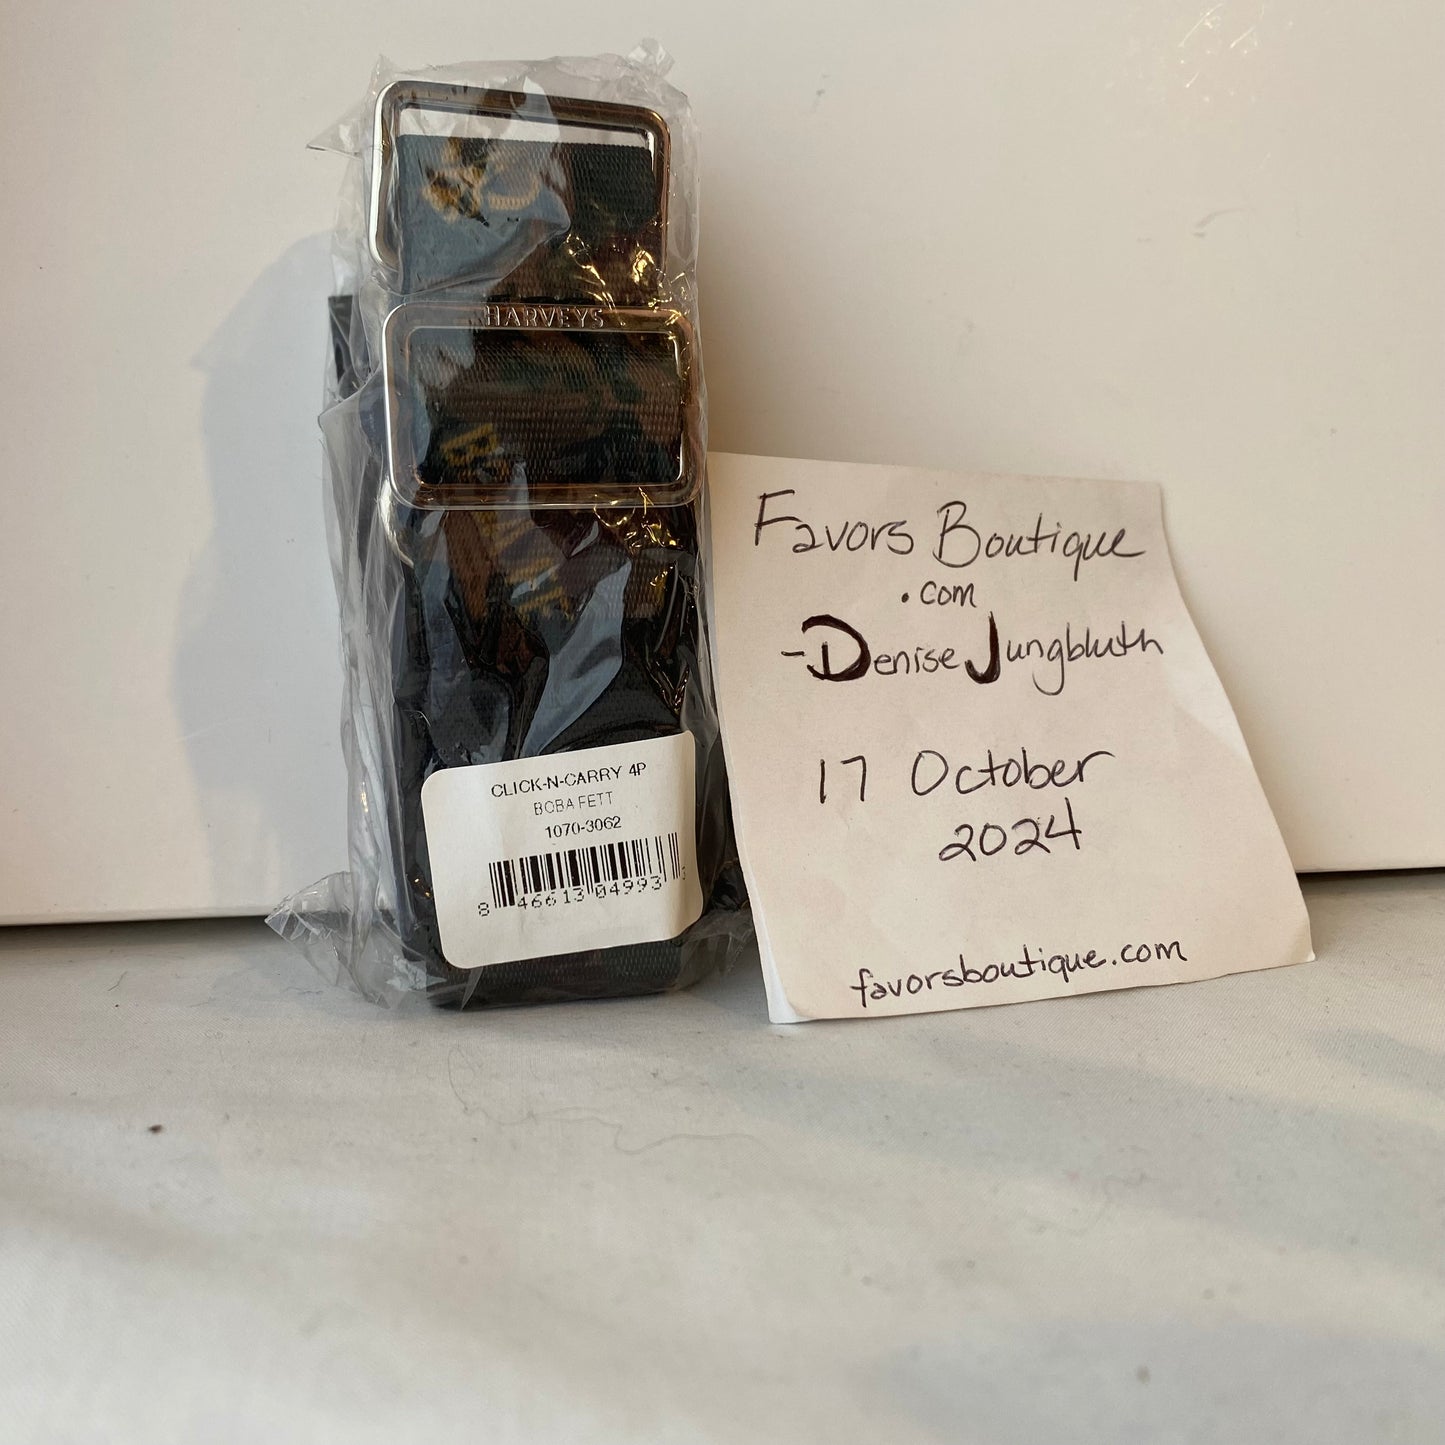 HARVEYS
CLICK-N-CARRY 4P
BOBA FETT
1070-3062
8 46613 04993 3
Favors Boutique
.com
-Denise Jungbluth
17 October
2024
favorsboutique.com